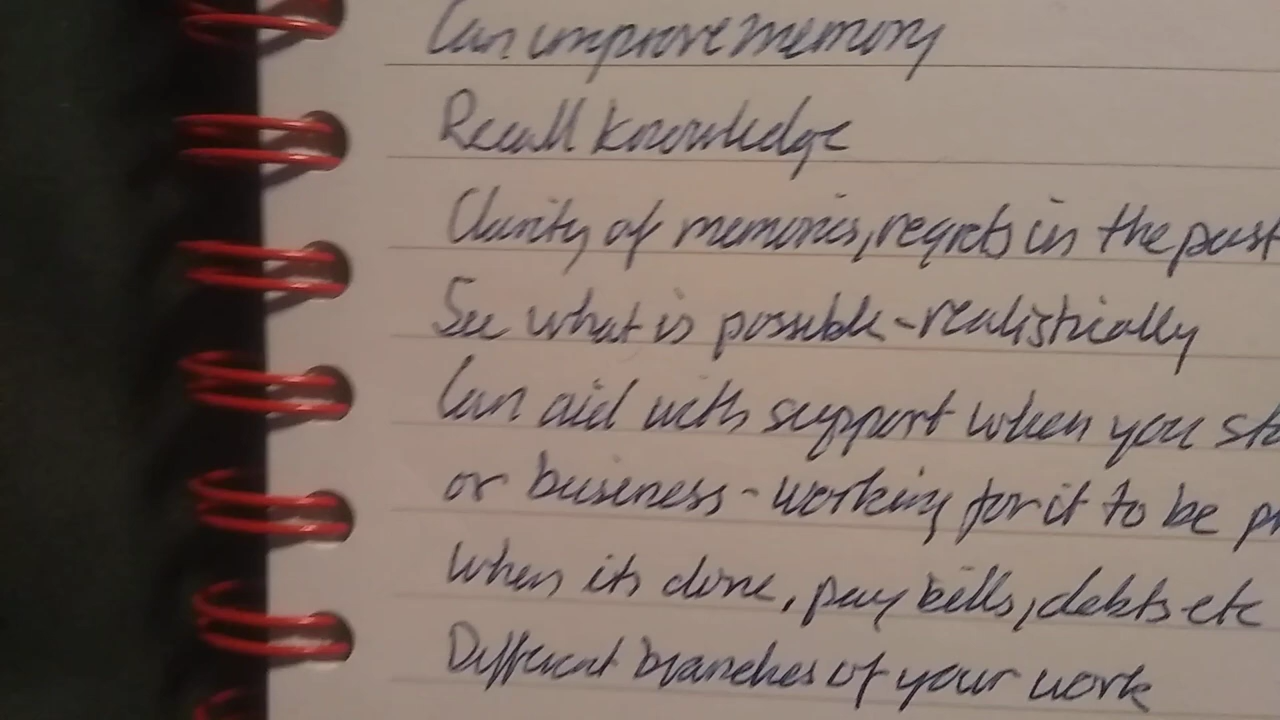 Can improve memory
Recall knowledge
Clarity of memories, regrets in the past
See what is possible - realistically
Can aid with support when you
or business - working for it to be
when its done, pay bills, debts etc
Different branches of your work